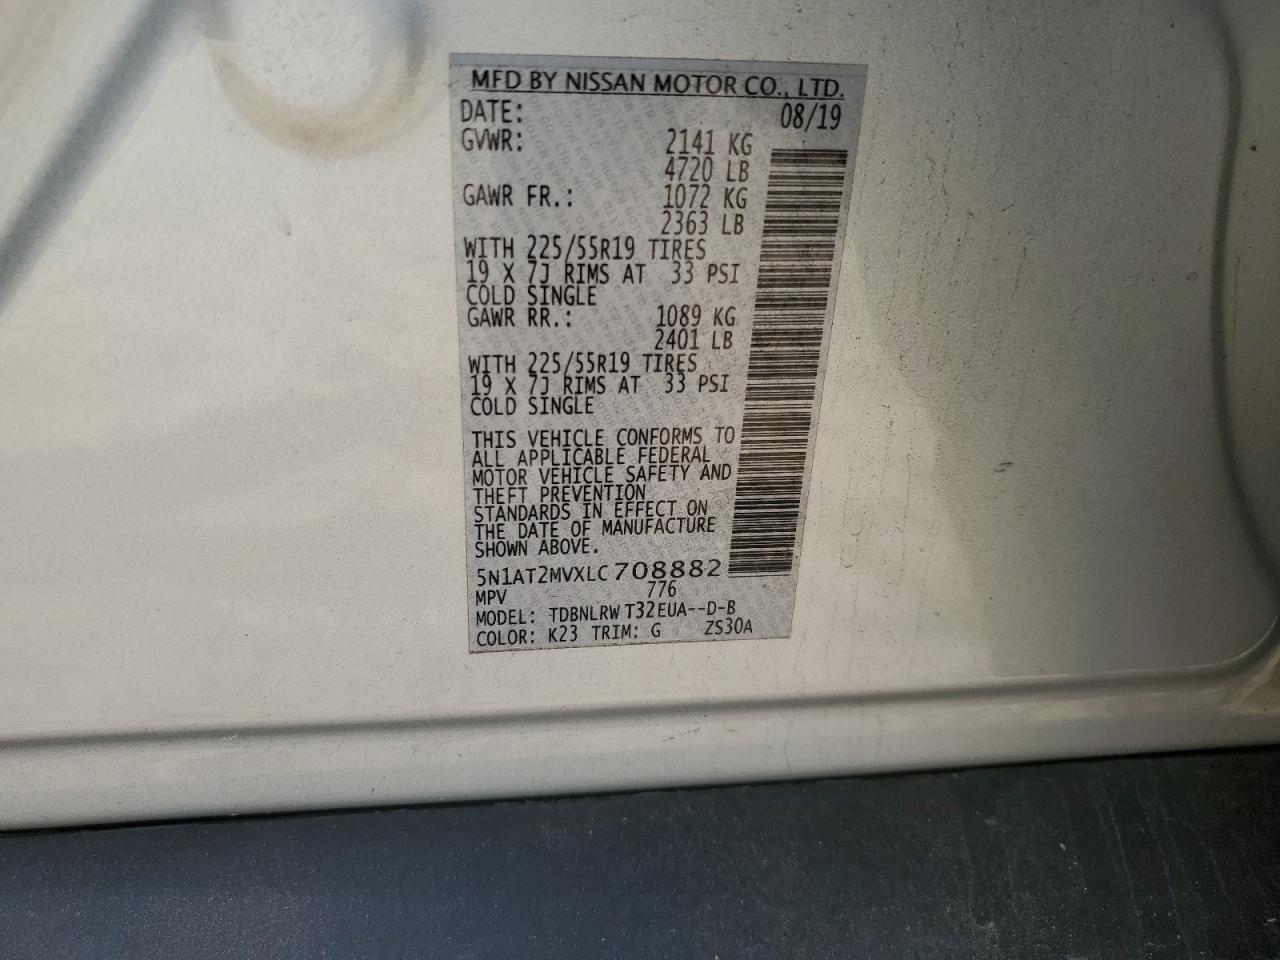 MFD BY NISSAN MOTOR CO., LTD.
DATE: 08/19
GVWR: 2141 KG
4720 LB
GAWR FR.: 1072 KG
2363 LB
WITH 225/55R19 TIRES
19 X 7J RIMS AT 33 PSI
COLD SINGLE
GAWR RR.: 1089 KG
2401 LB
WITH 225/55R19 TIRES
19 X 7J RIMS AT 33 PSI
COLD SINGLE
THIS VEHICLE CONFORMS TO
ALL APPLICABLE FEDERAL
MOTOR VEHICLE SAFETY AND
THEFT PREVENTION
STANDARDS IN EFFECT ON
THE DATE OF MANUFACTURE
SHOWN ABOVE.
5N1AT2MVXLC708882
MPV 776
MODEL: TDBNLRW T32EUA--D-B
COLOR: K23 TRIM: G ZS30A